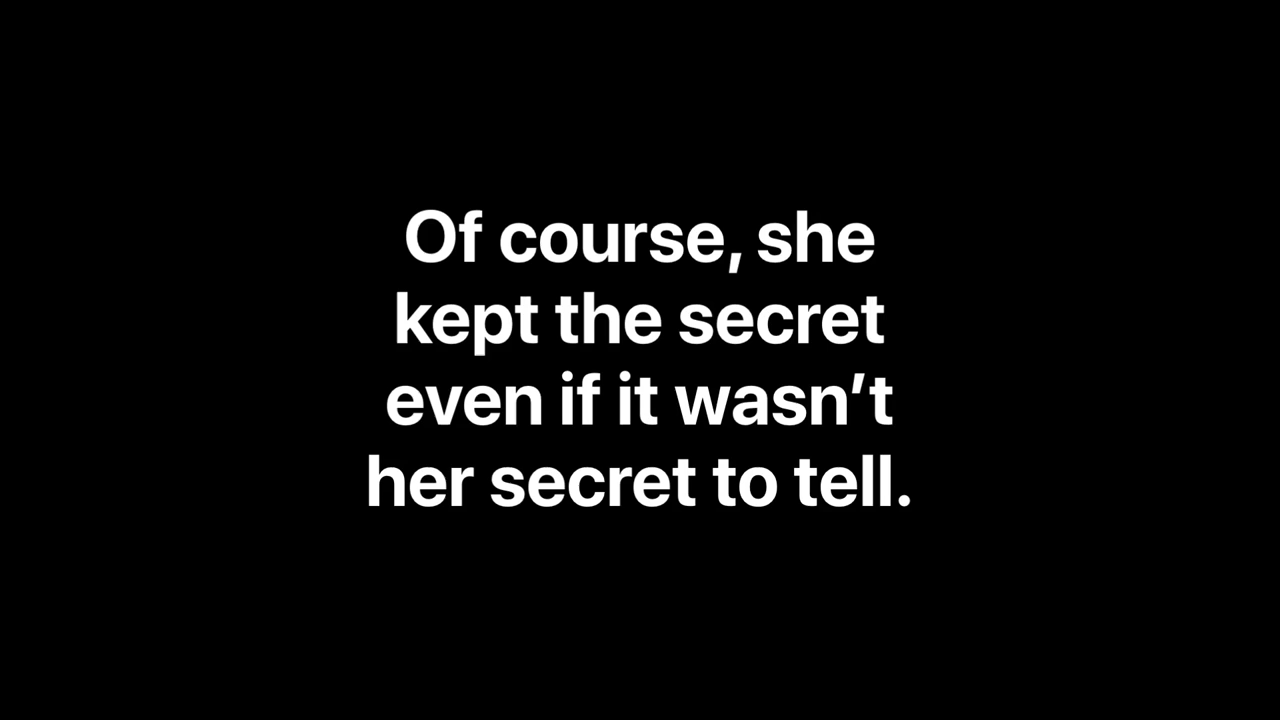 Of course, she
kept the secret
even if it wasn’t
her secret to tell.